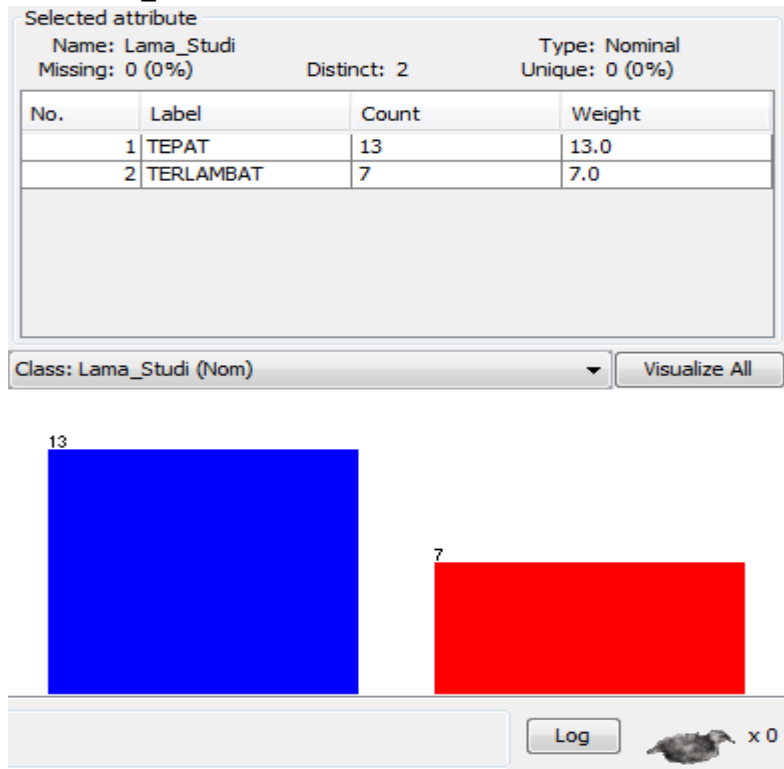 Selected attribute
Name: Lama_Studi Type: Nominal
Missing: 0 (0%) Distinct: 2 Unique: 0 (0%)
No. Label Count Weight
1 TEPAT 13 13.0
2 TERLAMBAT 7 7.0
Class: Lama_Studi (Nom) Visualize All
13
7
Log x 0